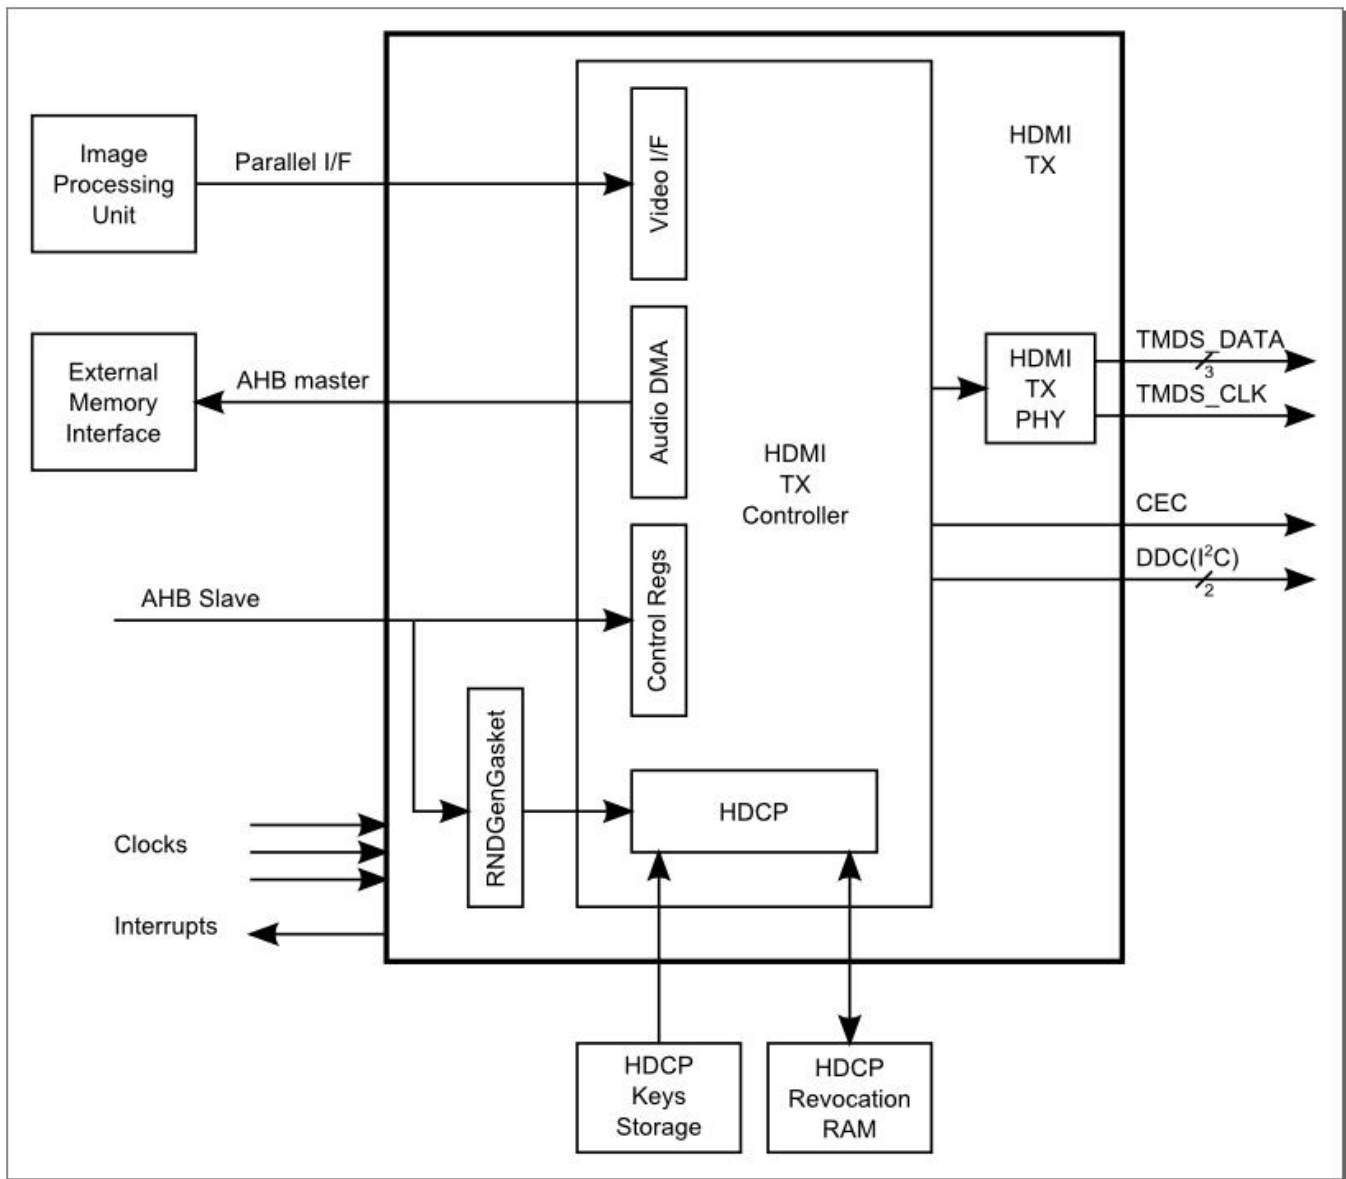 HDMI
TX
Image
Processing
Unit
Parallel I/F
Video I/F
External
Memory
Interface
AHB master
Audio DMA
HDMI
TX
PHY
TMDS_DATA
3
TMDS_CLK
HDMI
TX
Controller
CEC
DDC(I²C)
2
AHB Slave
Control Regs
RNDGenGasket
HDCP
Clocks
Interrupts
HDCP
Keys
Storage
HDCP
Revocation
RAM